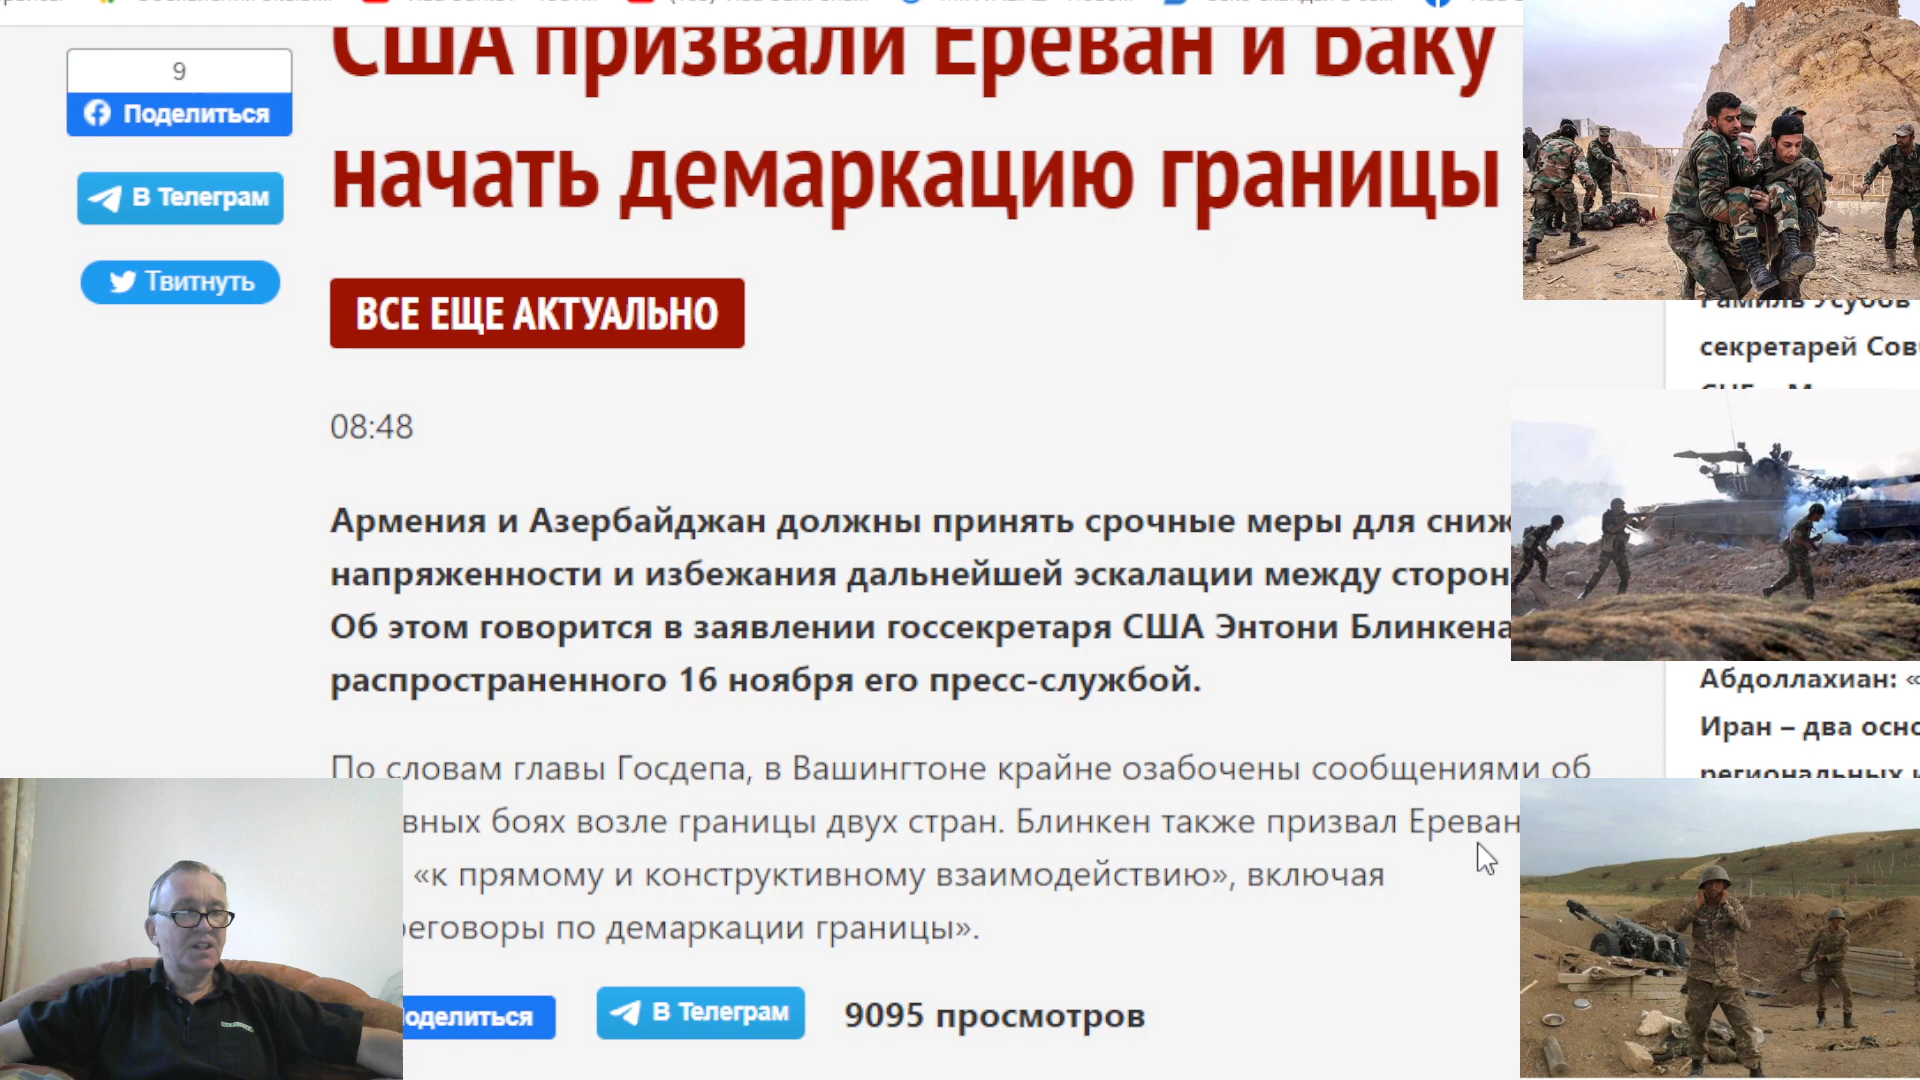 США призвали Ереван и Баку
начать демаркацию границы
9
Поделиться
В Телеграм
Твитнуть
ВСЕ ЕЩЕ АКТУАЛЬНО
08:48
Армения и Азербайджан должны принять срочные меры для сниж
напряженности и избежания дальнейшей эскалации между сторон
Об этом говорится в заявлении госсекретаря США Энтони Блинкена
распространенного 16 ноября его пресс-службой.
По словам главы Госдепа, в Вашингтоне крайне озабочены сообщениями об
вных боях возле границы двух стран. Блинкен также призвал Ереван
«к прямому и конструктивному взаимодействию», включая
реговоры по демаркации границы».
оделиться
В Телеграм
9095 просмотров
Рамиль Усубов
секретарей Сов
Абдоллахиан: «
Иран – два осно
региональных